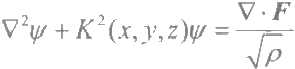 ∇²ψ + K²(x, y, z)ψ = ∇ · F / √ρ